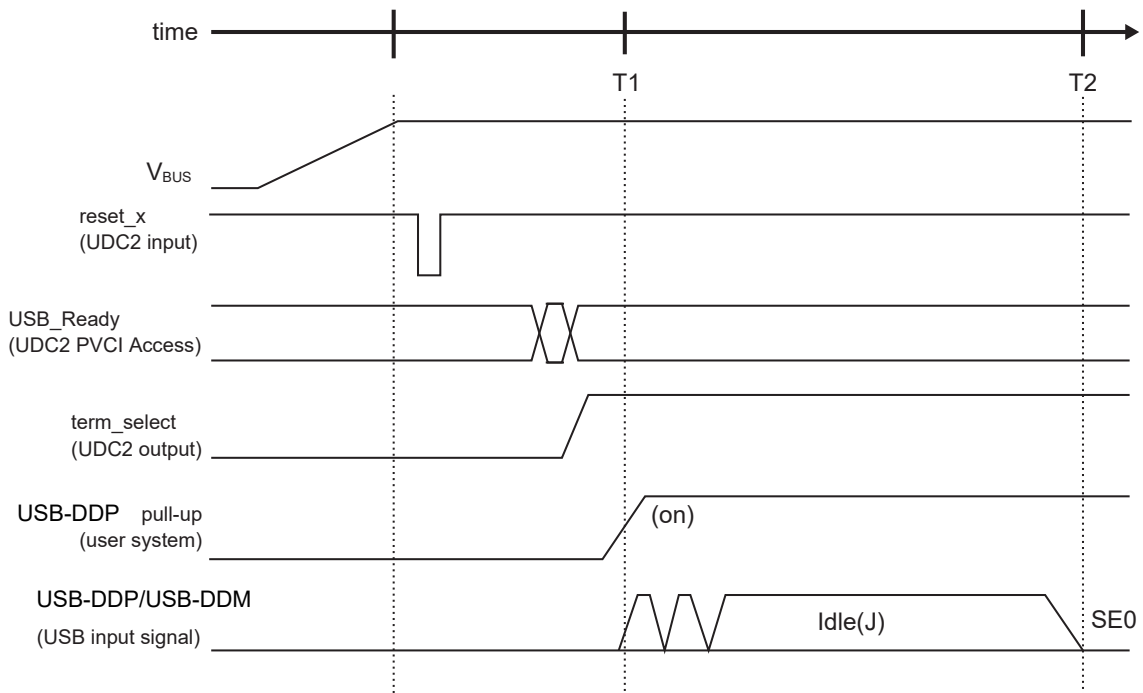 time
T1
T2
VBUS
reset_x
(UDC2 input)
USB_Ready
(UDC2 PVCI Access)
term_select
(UDC2 output)
USB-DDP pull-up
(user system)
(on)
USB-DDP/USB-DDM
(USB input signal)
Idle(J)
SE0